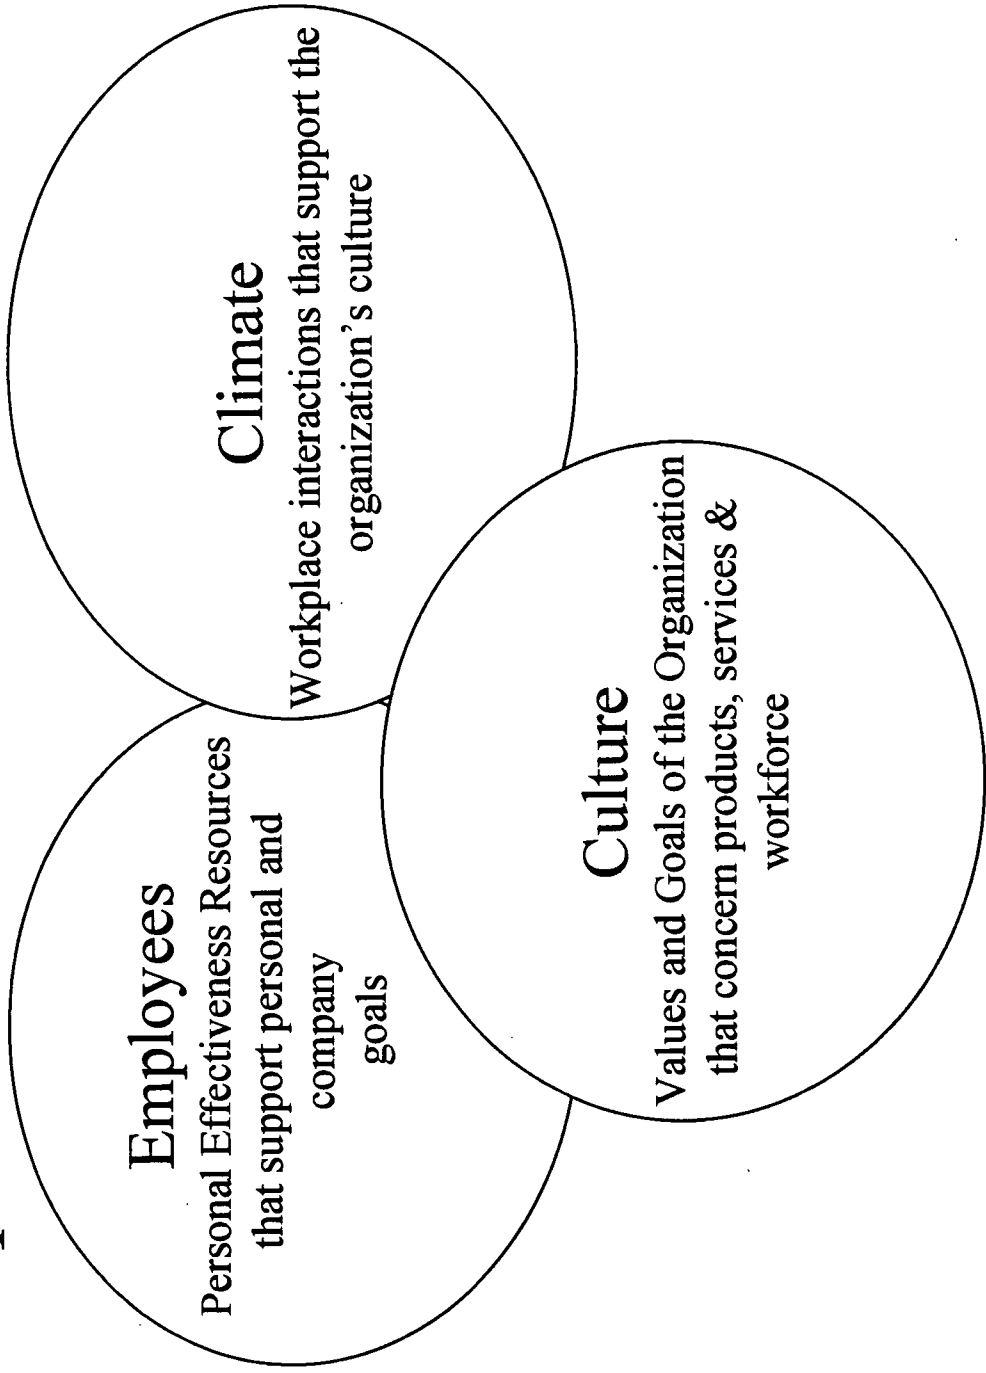 Employees
Personal Effectiveness Resources
that support personal and
company
goals
Climate
Workplace interactions that support the
organization's culture
Culture
Values and Goals of the Organization
that concern products, services &
workforce